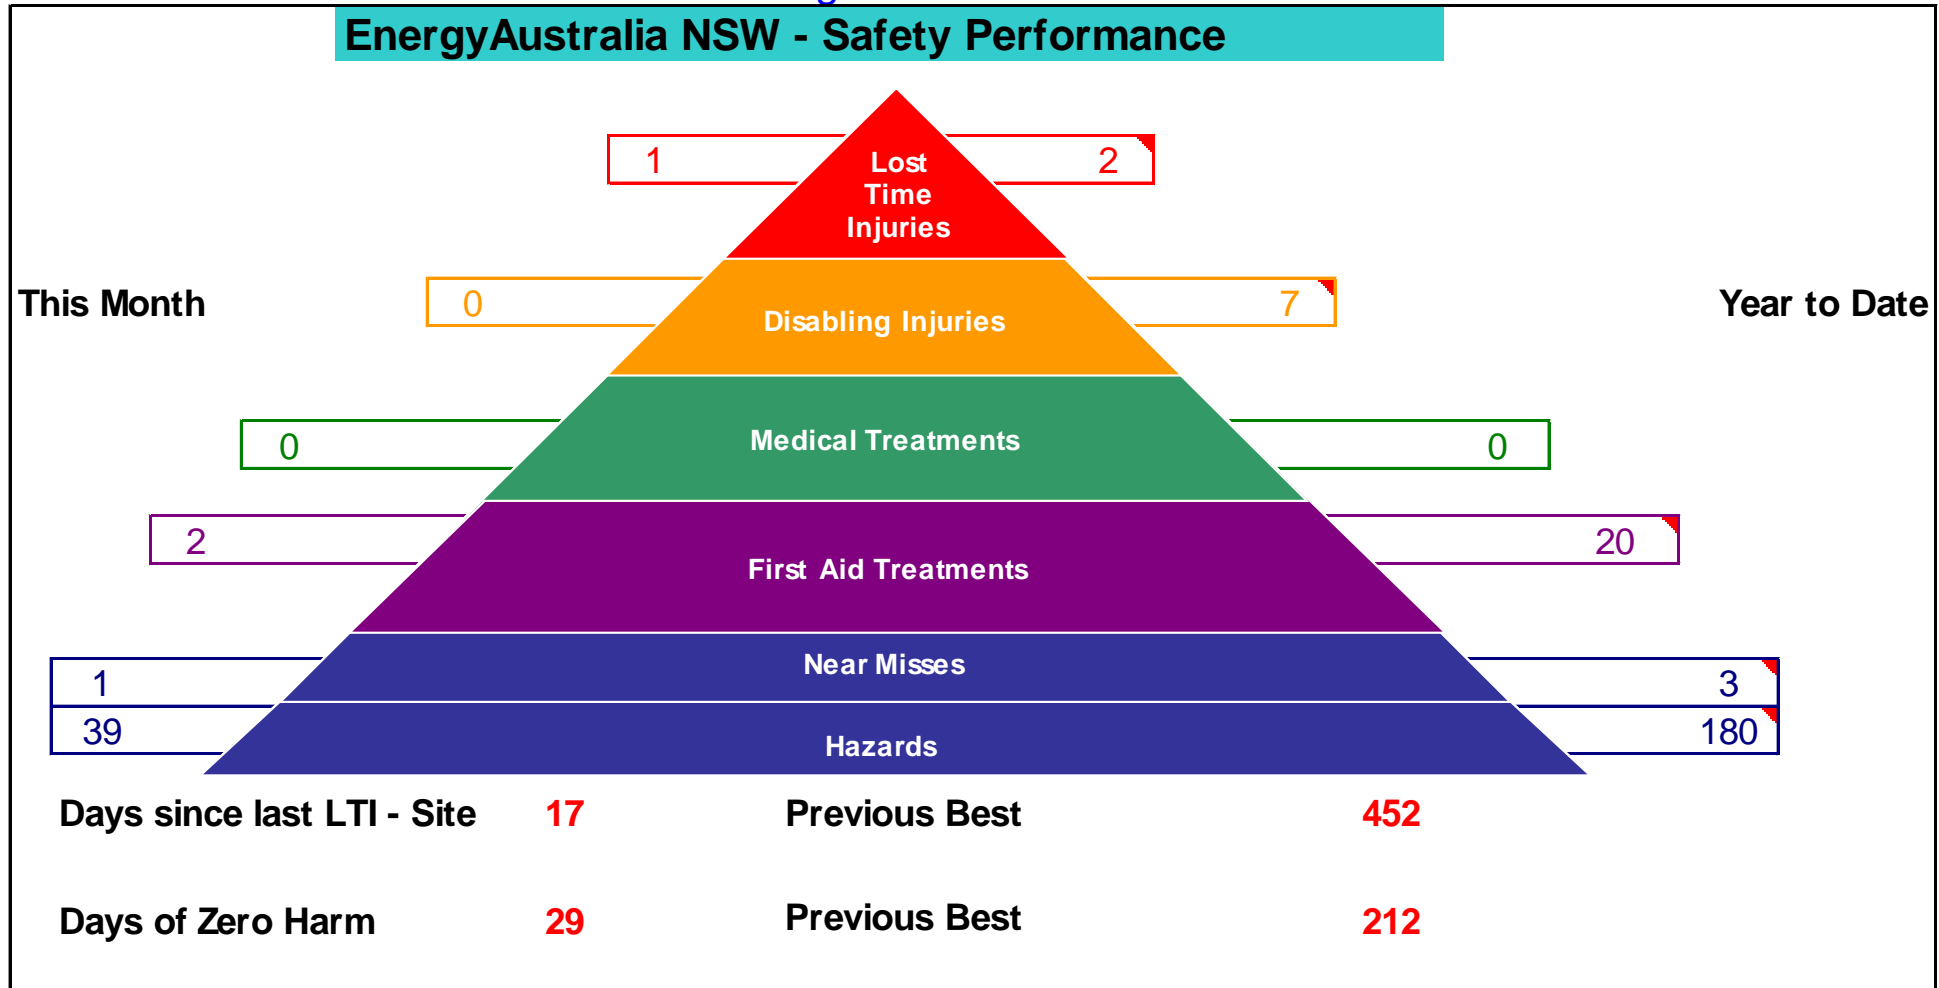 EnergyAustralia NSW - Safety Performance
1
Lost
Time
Injuries
2
This Month
0
Disabling Injuries
7
Year to Date
0
Medical Treatments
0
2
First Aid Treatments
20
1
Near Misses
3
39
Hazards
180
Days since last LTI - Site 17 Previous Best 452
Days of Zero Harm 29 Previous Best 212